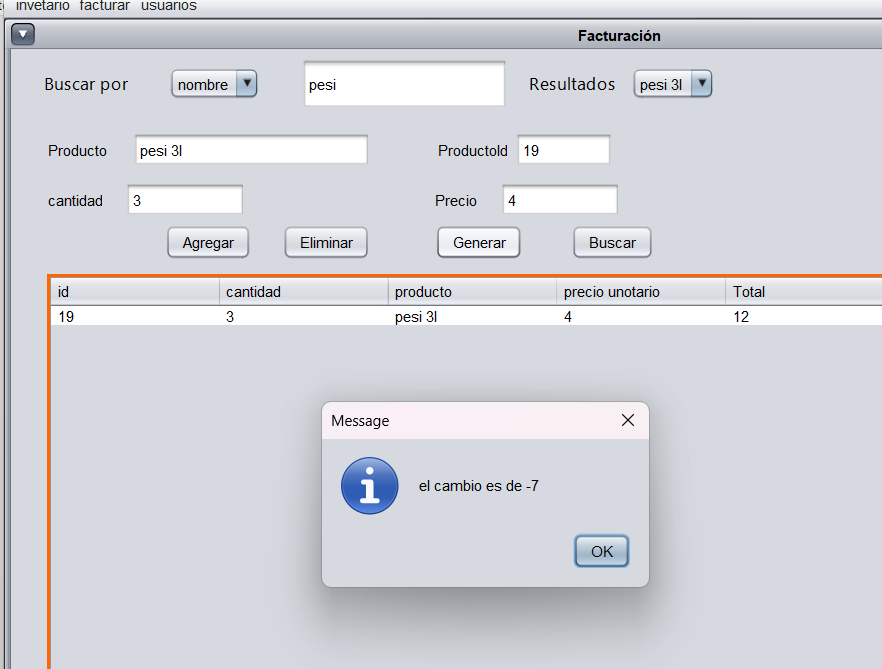 invetario facturar usuarios
Facturación
Buscar por nombre pesi Resultados pesi 3l
Producto pesi 3l ProductoId 19
cantidad 3 Precio 4
Agregar Eliminar Generar Buscar
id cantidad producto precio unotario Total
19 3 pesi 3l 4 12
Message
el cambio es de -7
OK